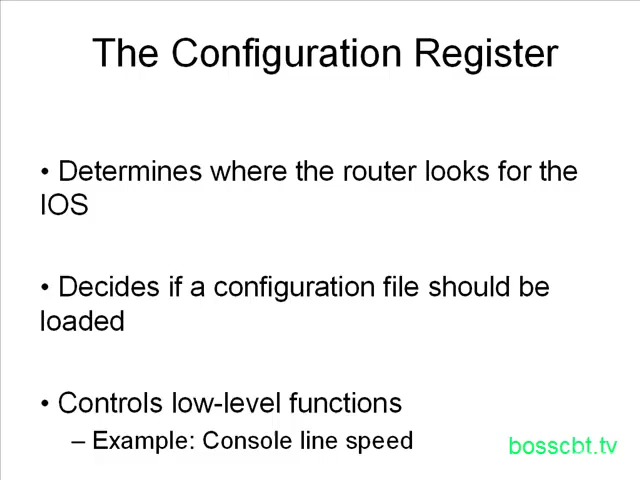 The Configuration Register
• Determines where the router looks for the
IOS
• Decides if a configuration file should be
loaded
• Controls low-level functions
– Example: Console line speed
bosscbt.tv